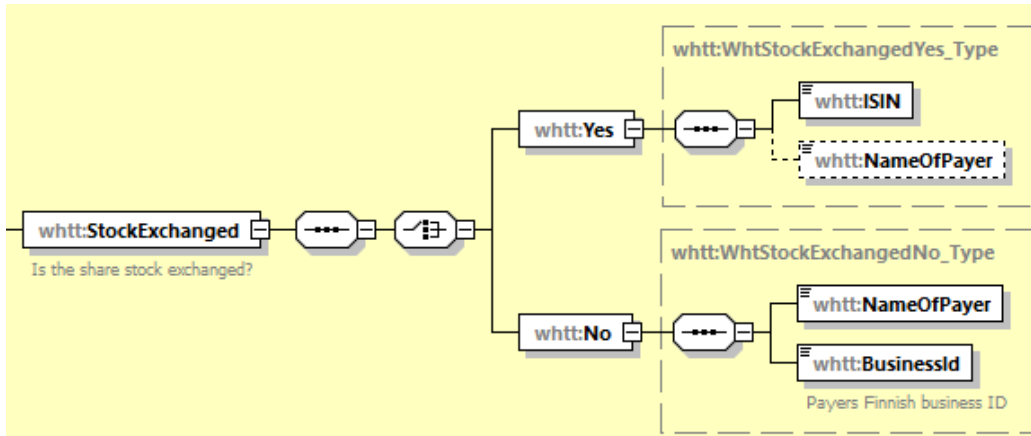 whtt:WhtStockExchangedYes_Type
whtt:Yes
whtt:ISIN
whtt:NameOfPayer
whtt:StockExchanged
Is the share stock exchanged?
whtt:WhtStockExchangedNo_Type
whtt:No
whtt:NameOfPayer
whtt:BusinessId
Payers Finnish business ID